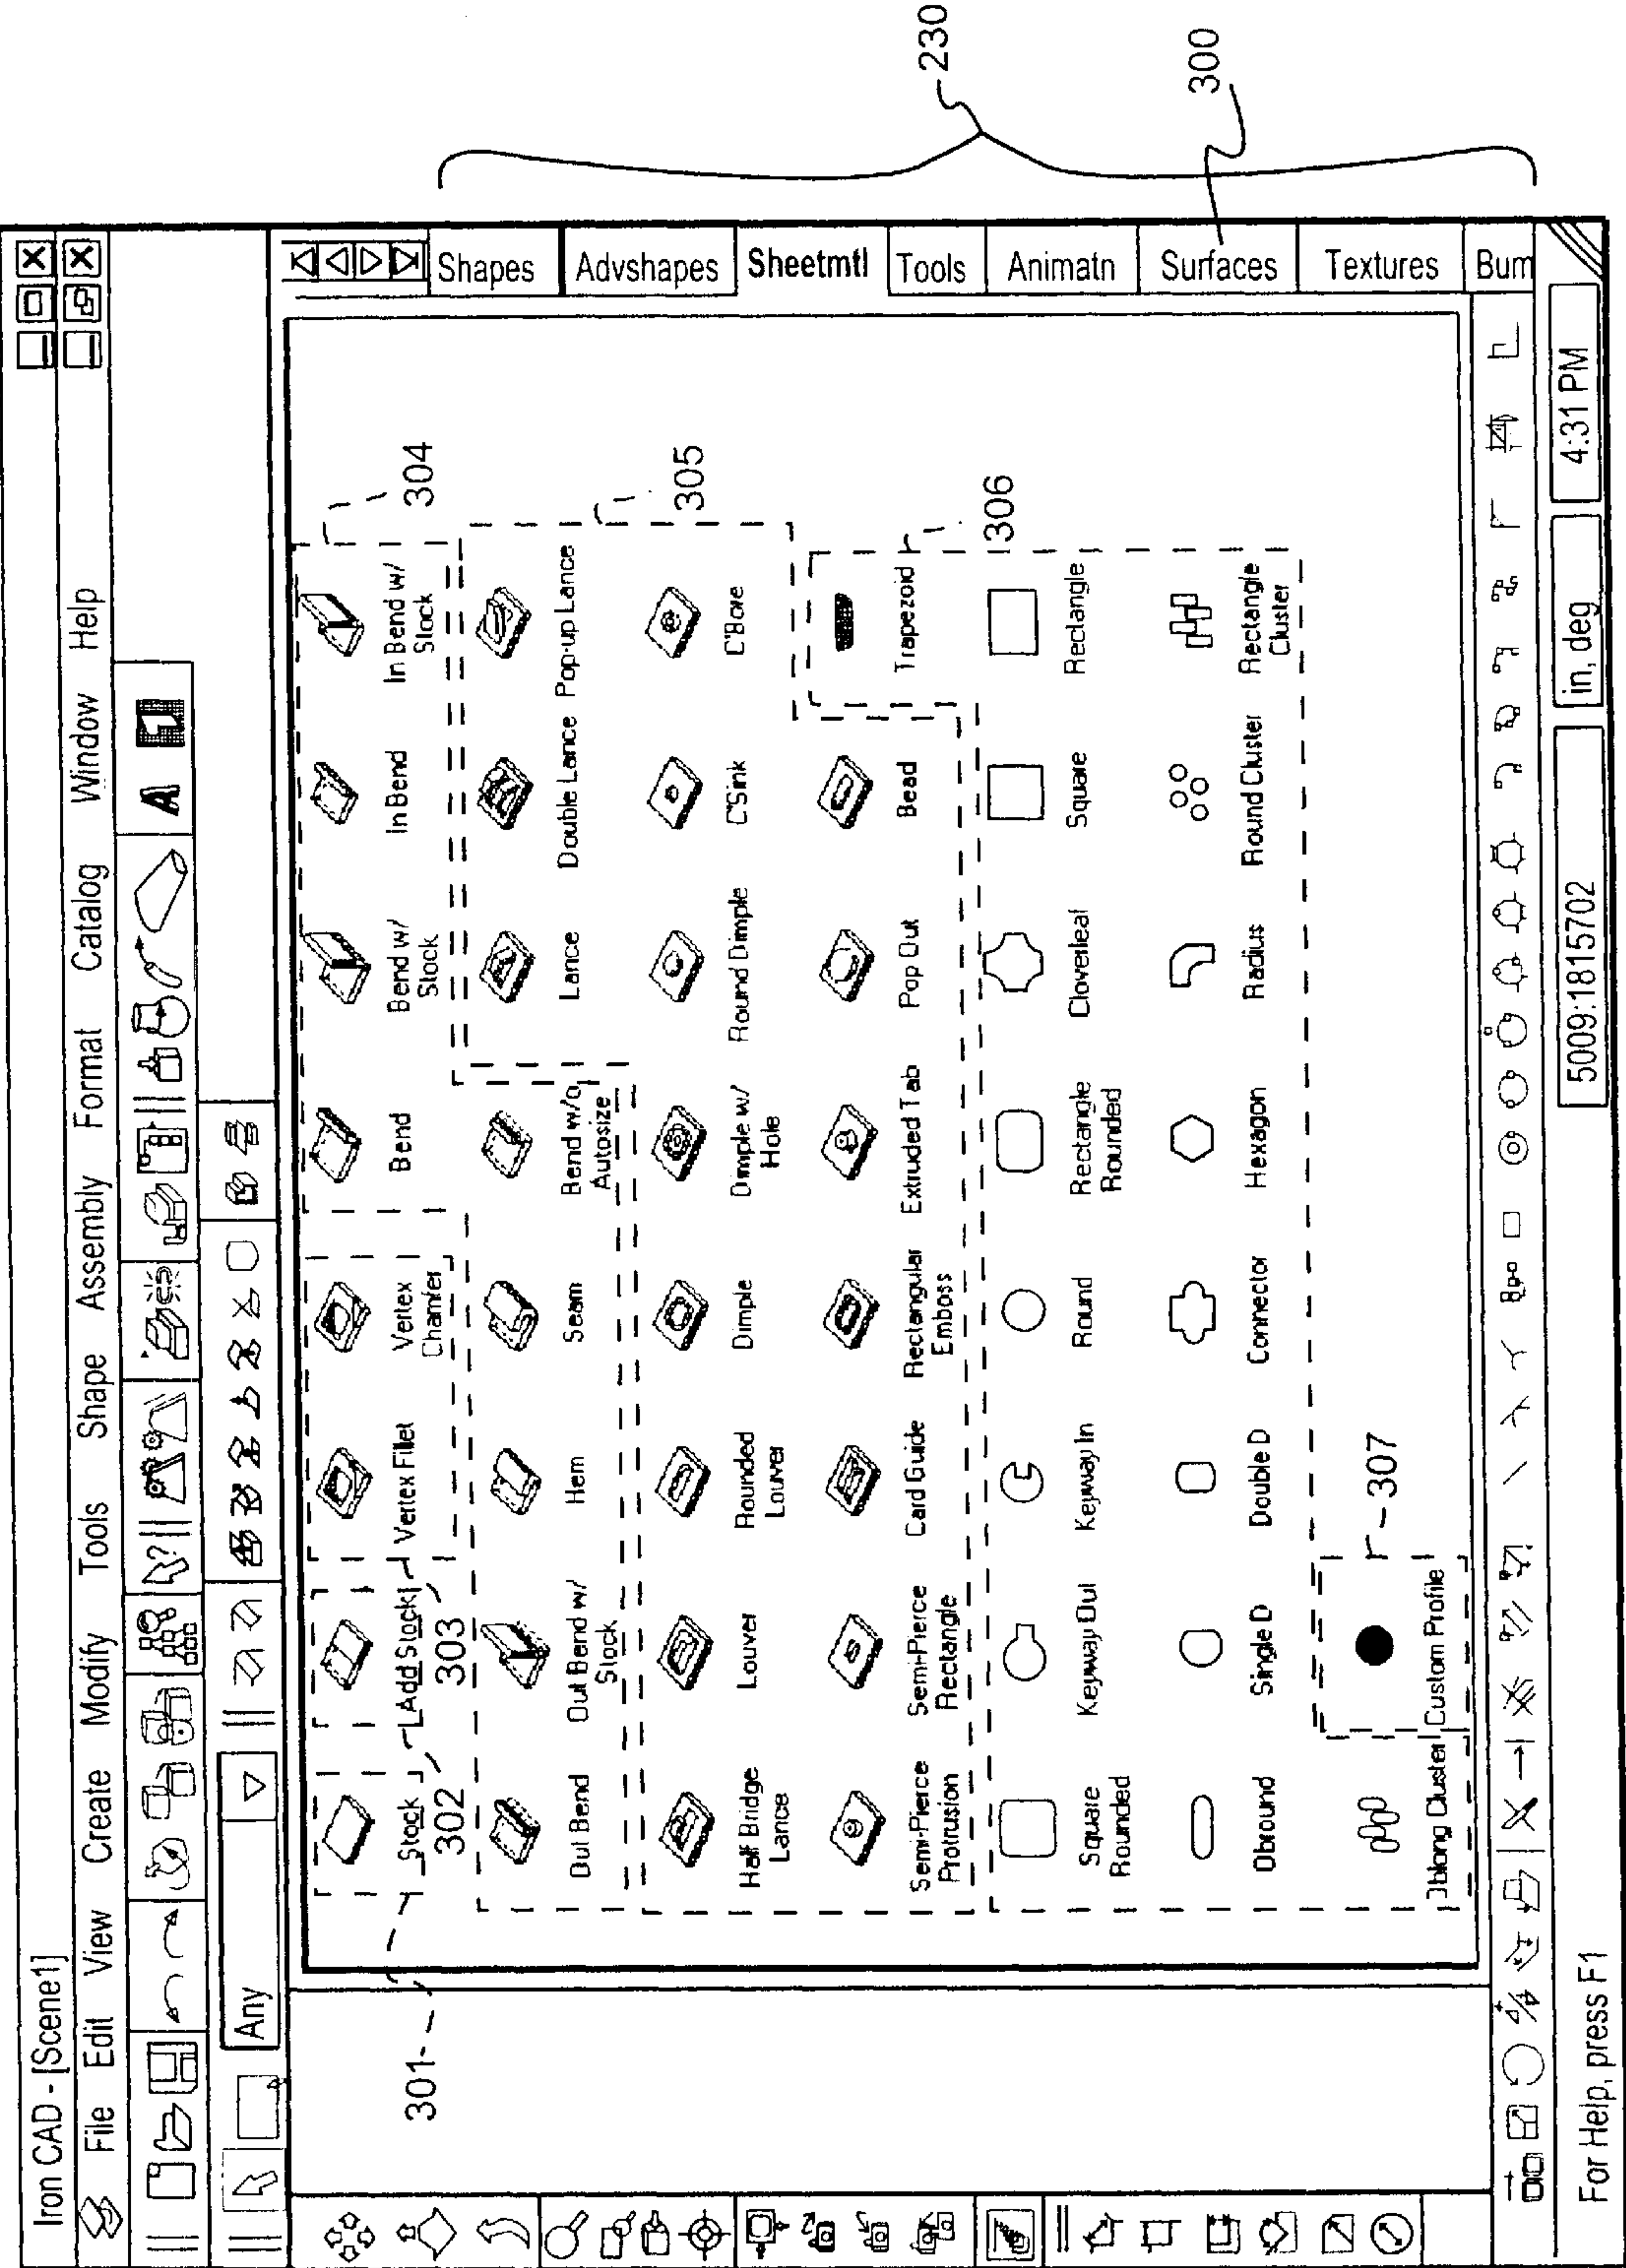 Iron CAD - [Scene1]
File Edit View Create Modify Tools Shape Assembly Format Catalog Window Help
A
Any
301
Stock
302
Add Stock
303
Vertex Fillet
Vertex Chamfer
Bend
Bend w/ Stock
In Bend
In Bend w/ Stock
304
Out Bend
Out Bend w/ Stock
Hem
Seam
Bend w/o Autosize
Lance
Double Lance
Pop-up Lance
305
Half Bridge Lance
Louver
Rounded Louver
Dimple
Dimple w/ Hole
Round Dimple
C'Sink
C'Bore
Semi-Pierce Protrusion
Semi-Pierce Rectangle
Card Guide
Rectangular Emboss
Extruded Tab
Pop Out
Bead
Trapezoid
306
Square Rounded
Keyway Out
Keyway In
Round
Rectangle Rounded
Cloverleaf
Square
Rectangle
Obround
Single D
Double D
Connector
Hexagon
Radius
Round Cluster
Rectangle Cluster
Oblong Cluster
Custom Profile
307
Shapes
Advshapes
Sheetmtl
Tools
Animatn
Surfaces
Textures
Bum
230
300
For Help, press F1
5009:1815702
in, deg
4:31 PM